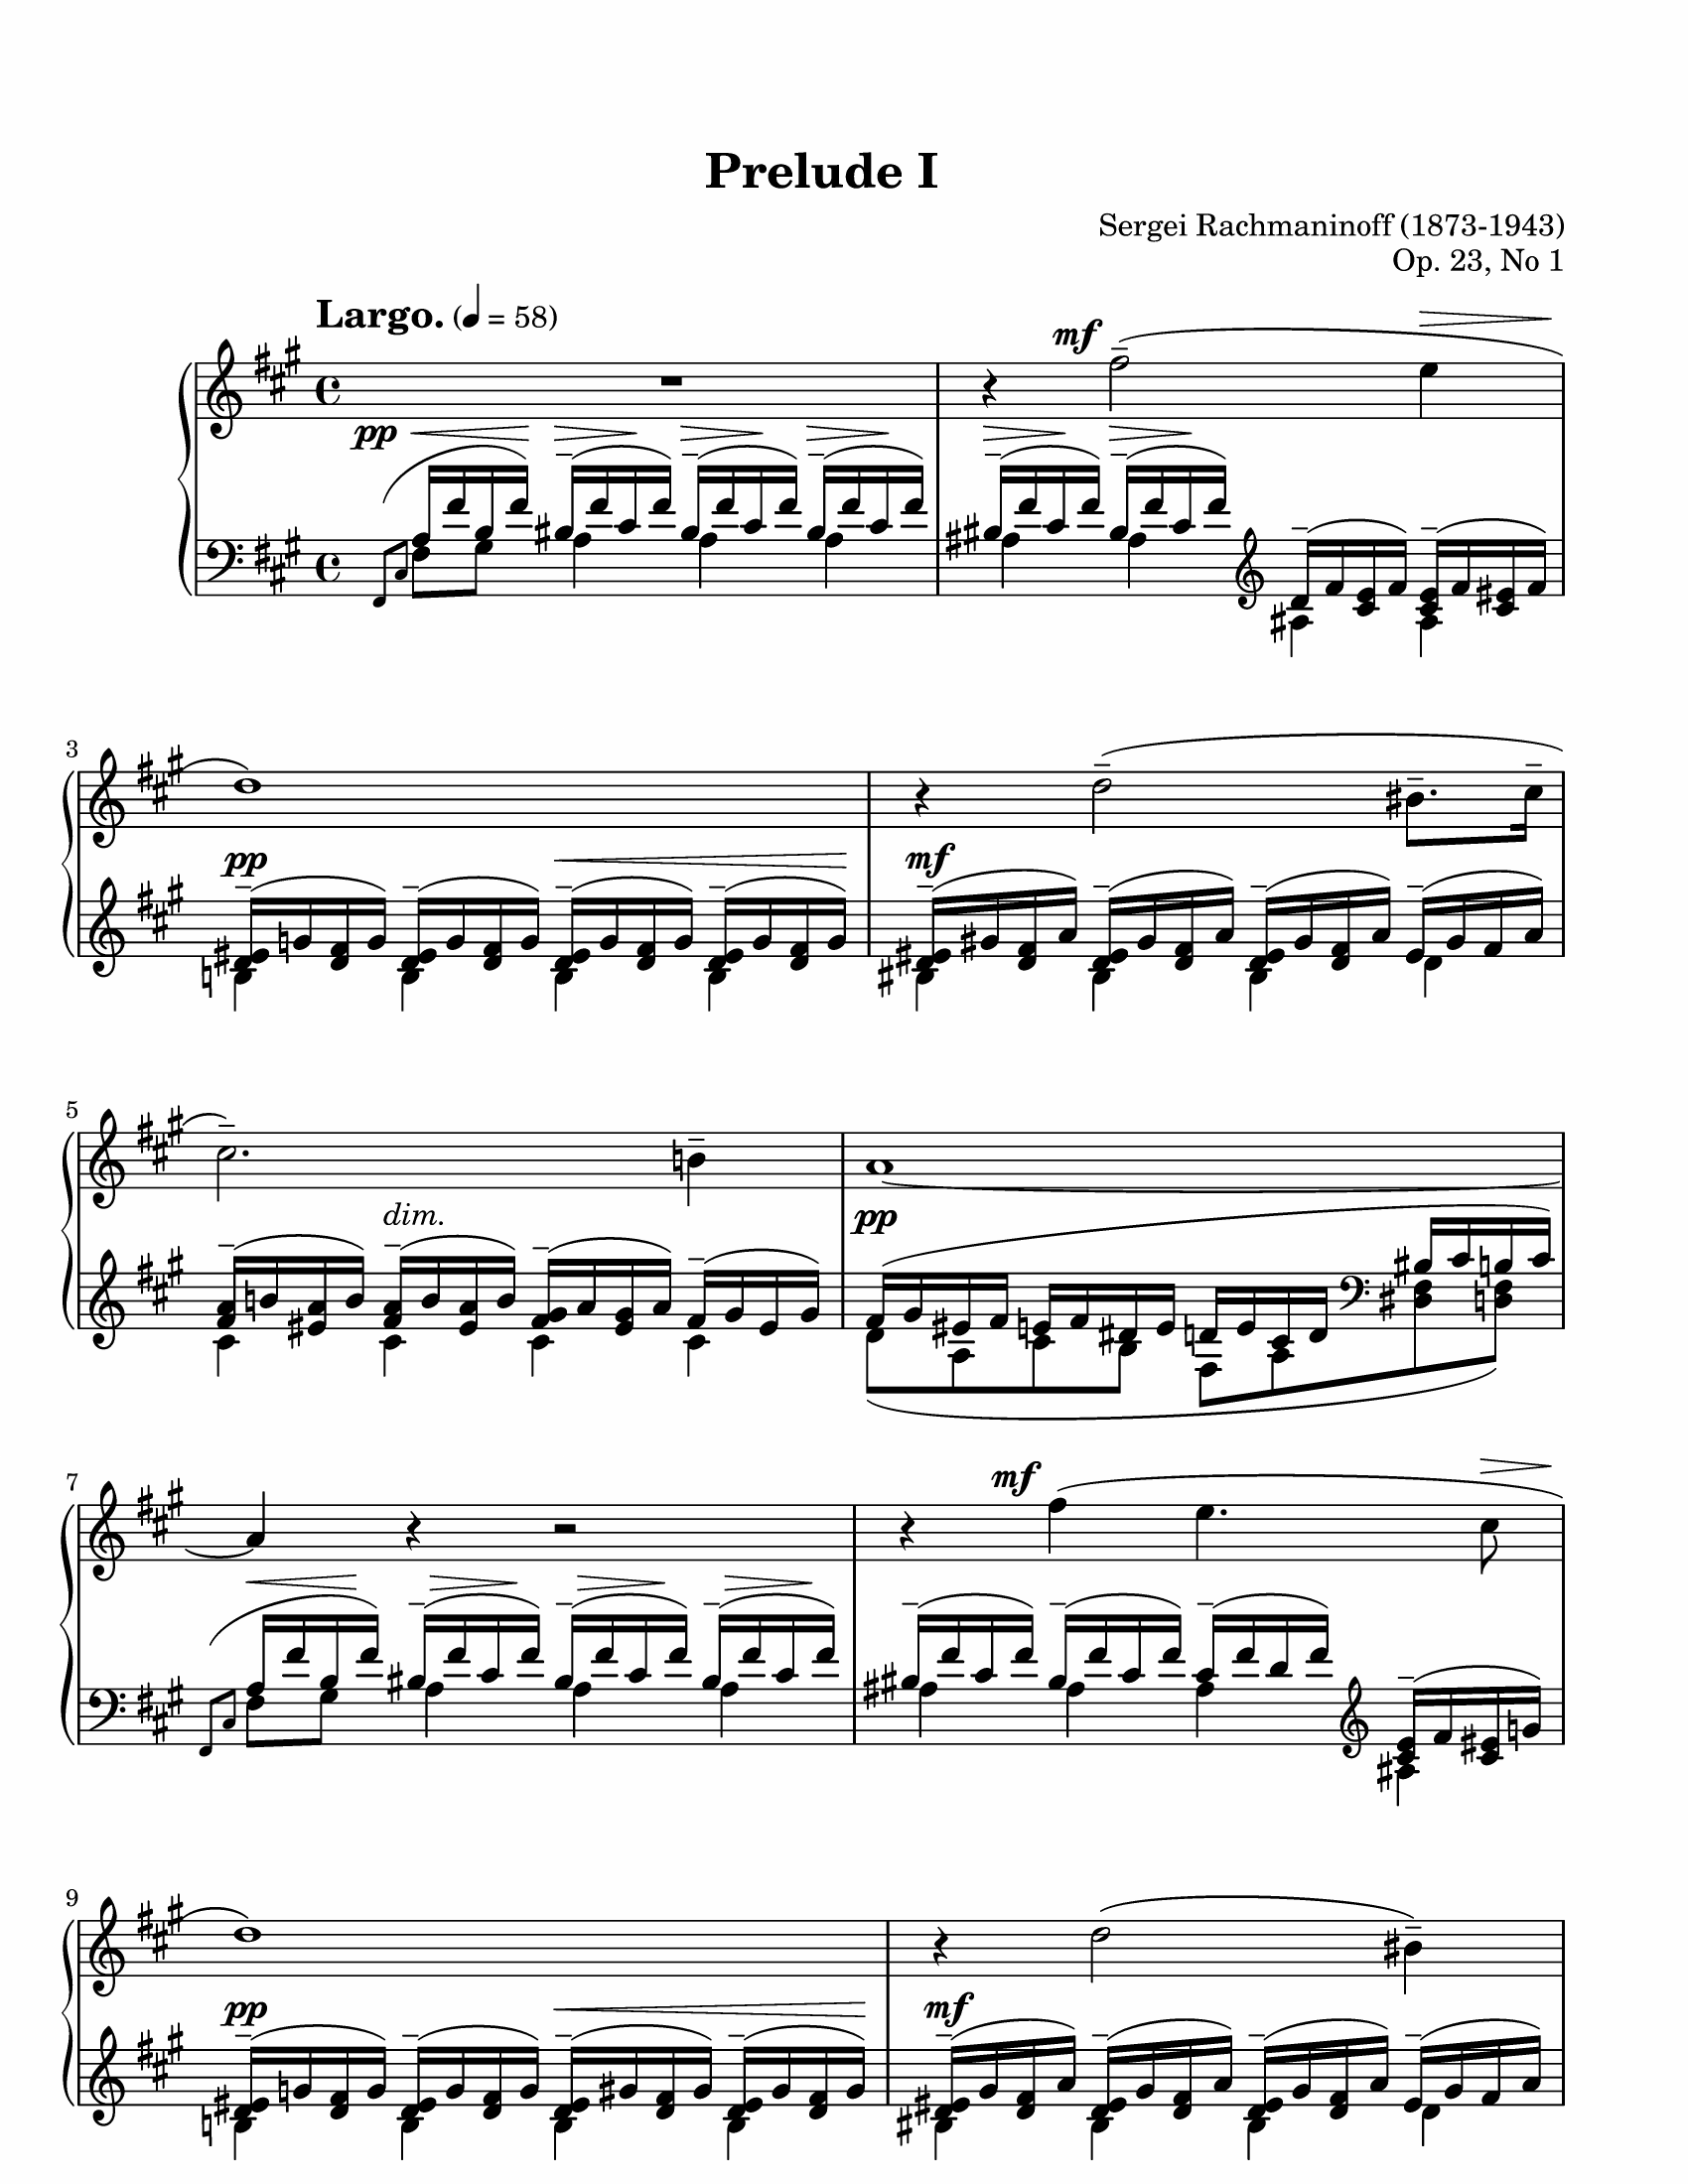 Prelude I
Sergei Rachmaninoff (1873-1943)
Op. 23, No 1
Largo. (♩ = 58)
mf
pp
3
pp
mf
5
dim.
pp
7
mf
9
pp
mf